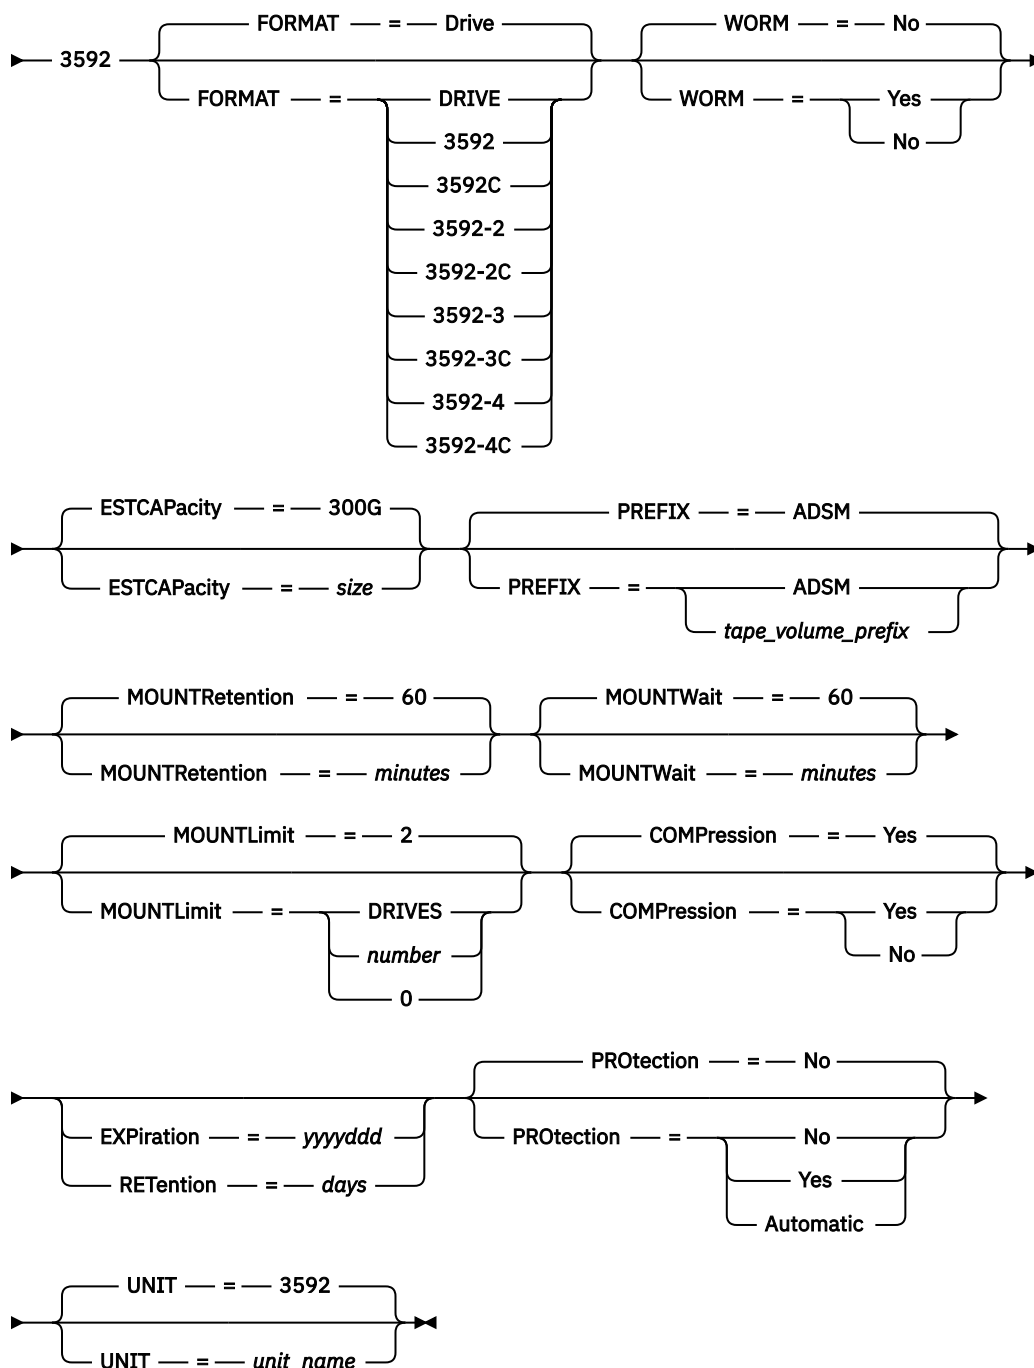 FORMAT = Drive WORM = No
3592
FORMAT = DRIVE WORM = Yes
3592 No
3592C
3592-2
3592-2C
3592-3
3592-3C
3592-4
3592-4C
ESTCAPacity = 300G PREFIX = ADSM
ESTCAPacity = size PREFIX = ADSM
tape_volume_prefix
MOUNTRetention = 60 MOUNTWait = 60
MOUNTRetention = minutes MOUNTWait = minutes
MOUNTLimit = 2 COMPression = Yes
MOUNTLimit = DRIVES COMPression = Yes
number No
0
PROtection = No
EXPiration = yyyyddd PROtection = No
RETention = days Yes
Automatic
UNIT = 3592
UNIT = unit_name